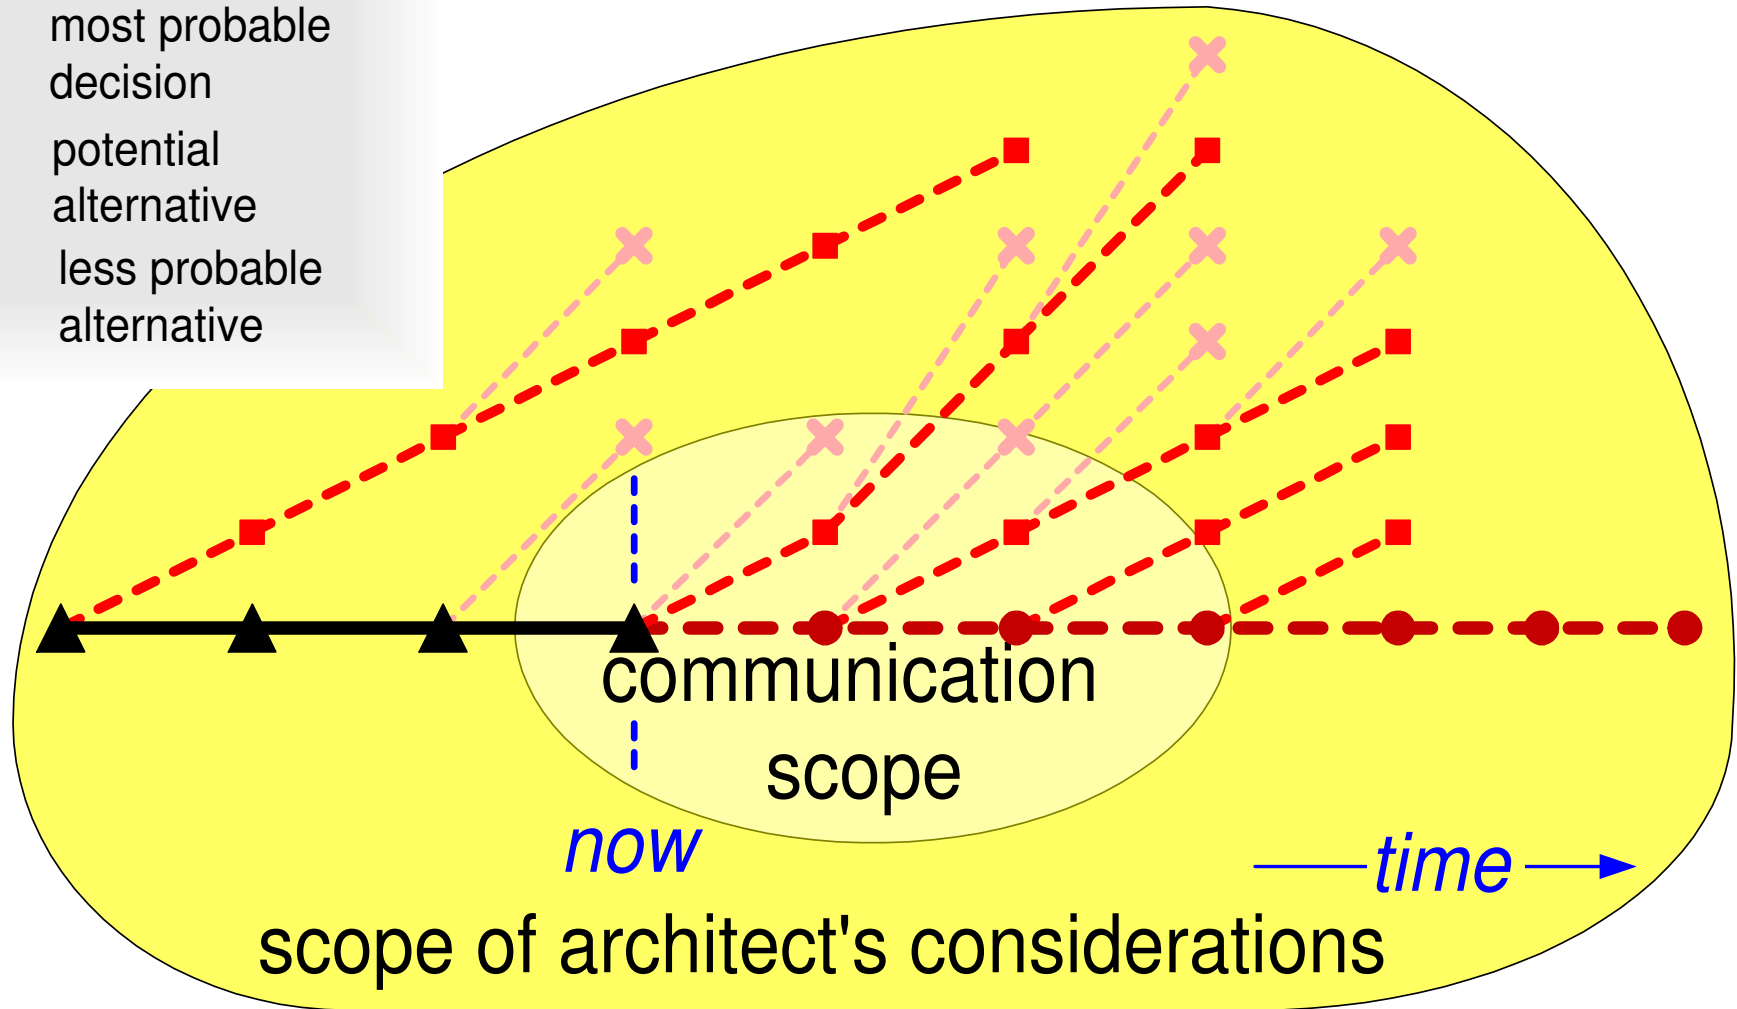 most probable
decision
potential
alternative
less probable
alternative
communication
scope
now
time
scope of architect's considerations